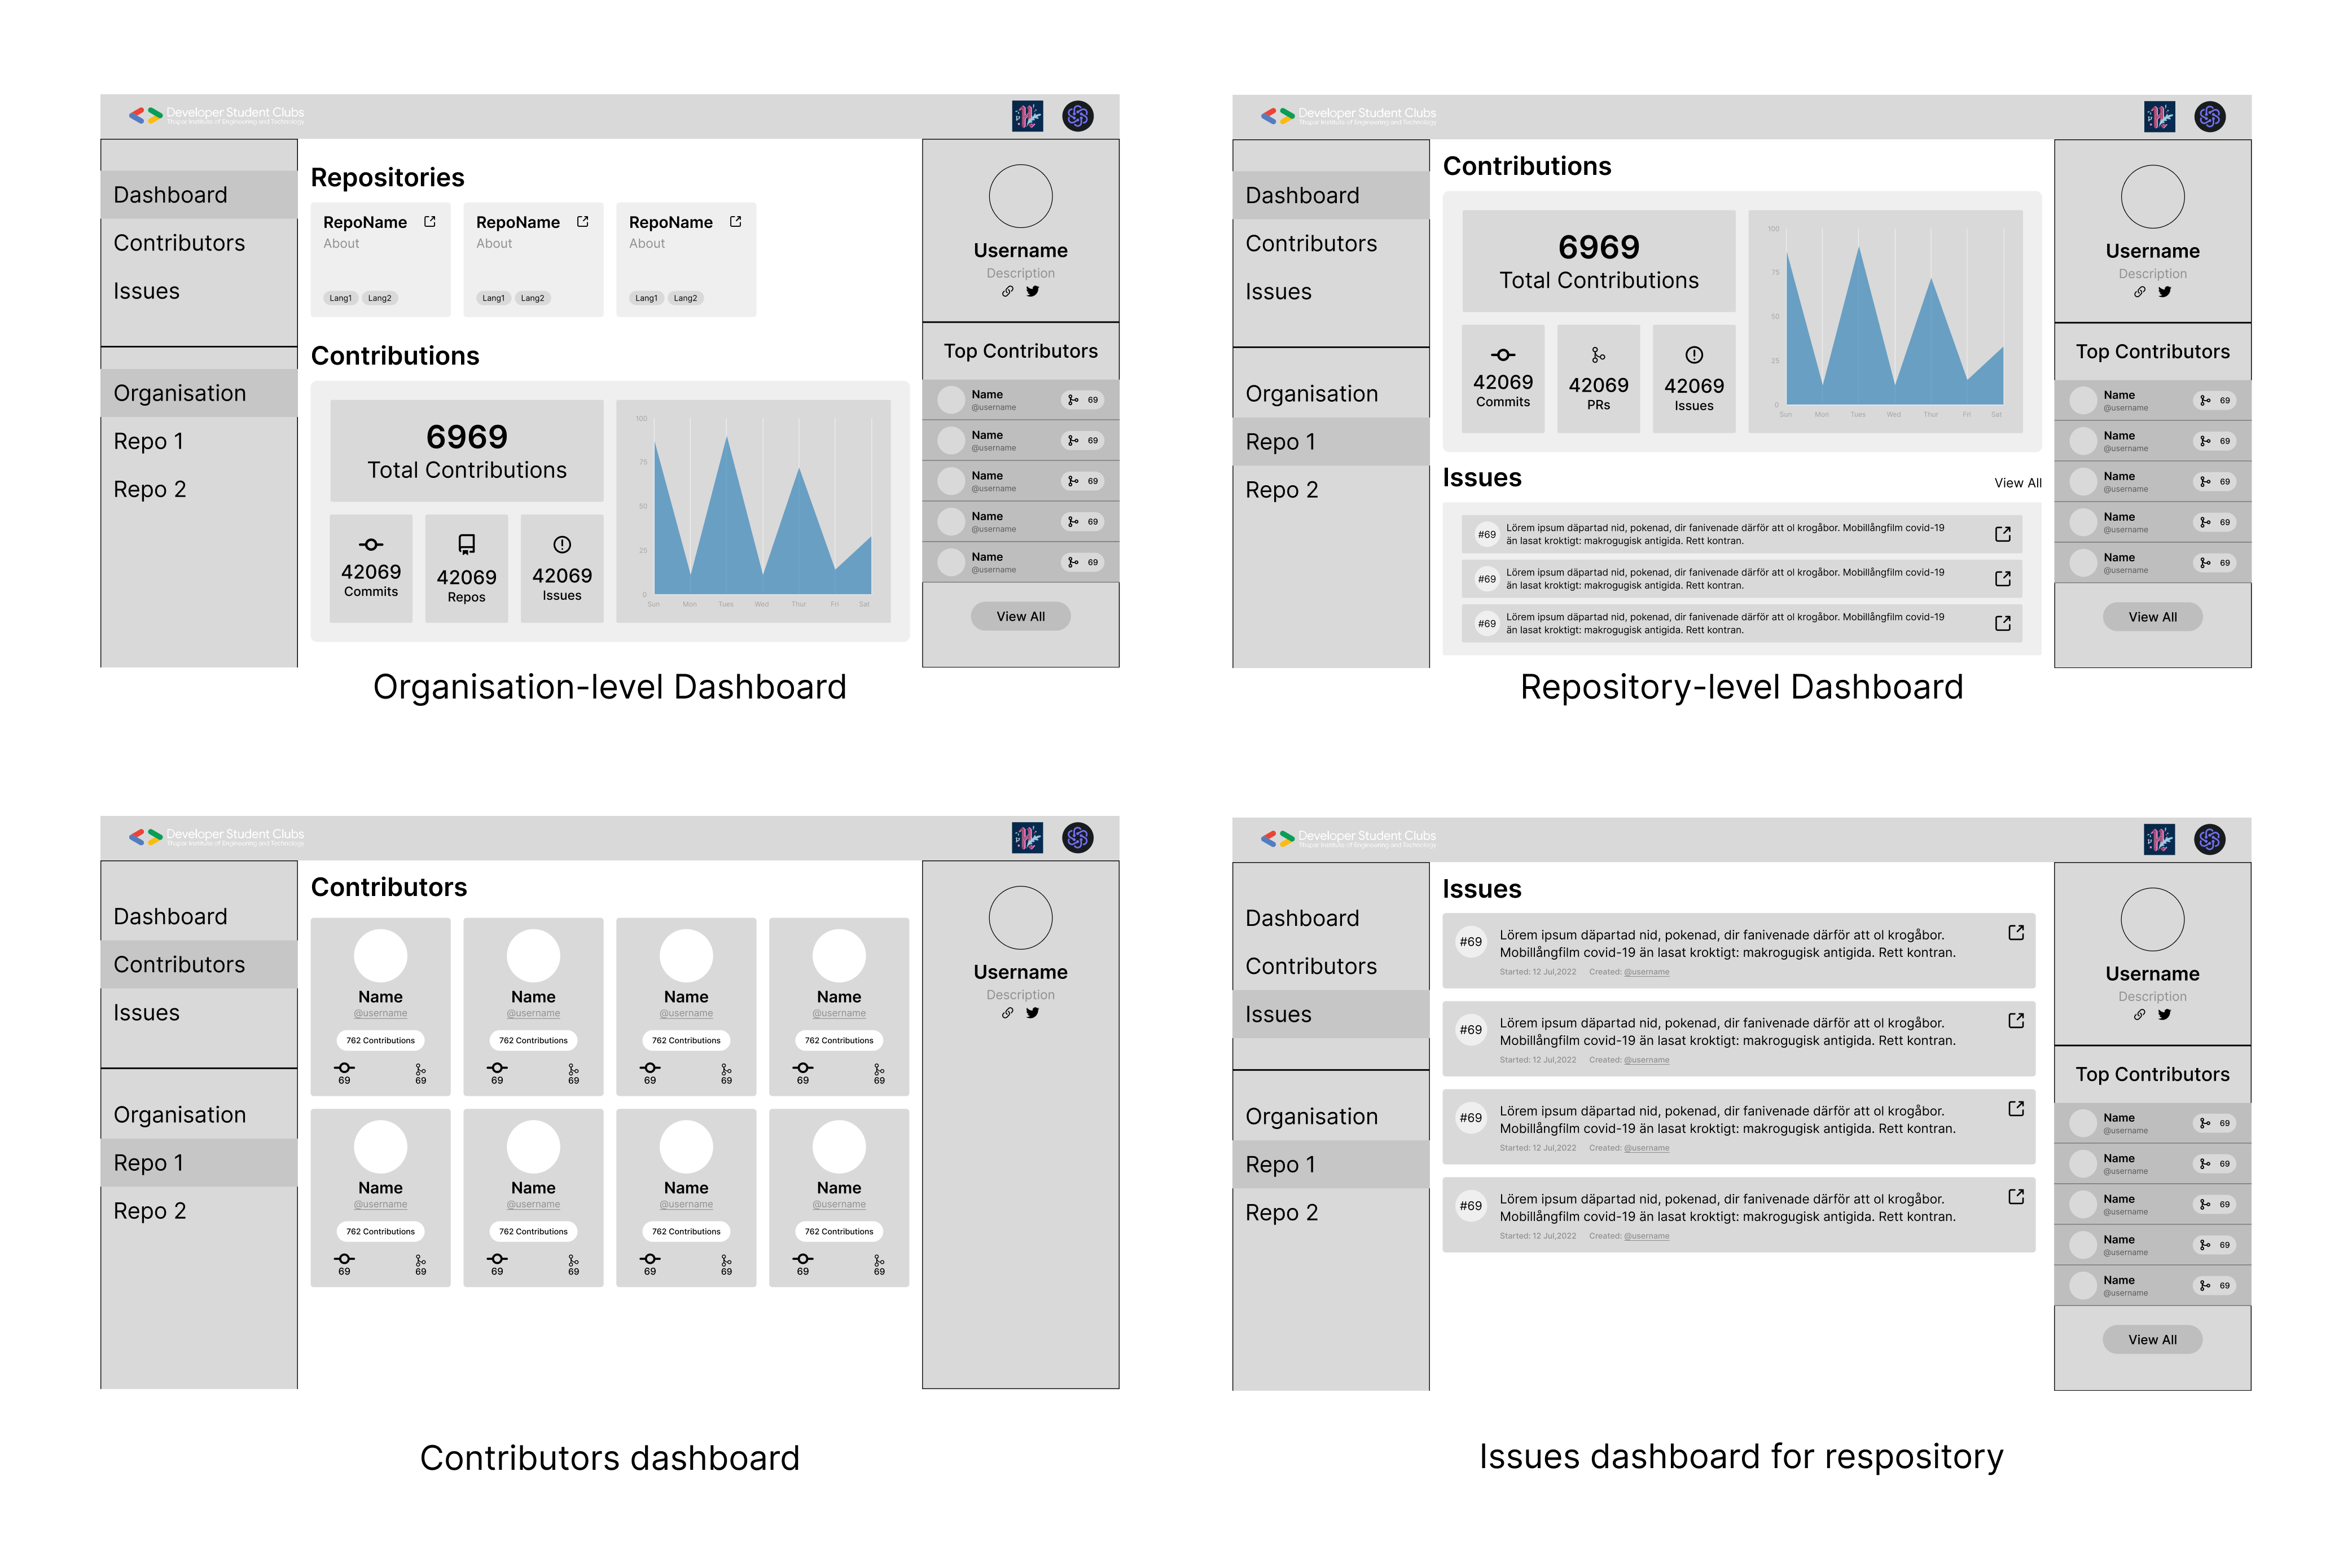 Developer Student Clubs
Thapar Institute of Engineering and Technology
Dashboard
Contributors
Issues
Organisation
Repo 1
Repo 2
Repositories
RepoName
About
Lang1 Lang2
RepoName
About
Lang1 Lang2
RepoName
About
Lang1 Lang2
Contributions
6969
Total Contributions
42069
Commits
42069
Repos
42069
Issues
100
75
50
25
0
Sun Mon Tues Wed Thur Fri Sat
Username
Description
Top Contributors
Name
@username
69
Name
@username
69
Name
@username
69
Name
@username
69
Name
@username
69
View All
Organisation-level Dashboard
Developer Student Clubs
Thapar Institute of Engineering and Technology
Dashboard
Contributors
Issues
Organisation
Repo 1
Repo 2
Contributions
6969
Total Contributions
42069
Commits
42069
PRs
42069
Issues
100
75
50
25
0
Sun Mon Tues Wed Thur Fri Sat
Issues
View All
#69
Lörem ipsum däpartad nid, pokenad, dir fanivenade därför att ol krogåbor. Mobillångfilm covid-19
än lasat kroktigt: makrogugisk antigida. Rett kontran.
#69
Lörem ipsum däpartad nid, pokenad, dir fanivenade därför att ol krogåbor. Mobillångfilm covid-19
än lasat kroktigt: makrogugisk antigida. Rett kontran.
#69
Lörem ipsum däpartad nid, pokenad, dir fanivenade därför att ol krogåbor. Mobillångfilm covid-19
än lasat kroktigt: makrogugisk antigida. Rett kontran.
Username
Description
Top Contributors
Name
@username
69
Name
@username
69
Name
@username
69
Name
@username
69
Name
@username
69
View All
Repository-level Dashboard
Developer Student Clubs
Thapar Institute of Engineering and Technology
Dashboard
Contributors
Issues
Organisation
Repo 1
Repo 2
Contributors
Name
@username
762 Contributions
69 69
Name
@username
762 Contributions
69 69
Name
@username
762 Contributions
69 69
Name
@username
762 Contributions
69 69
Name
@username
762 Contributions
69 69
Name
@username
762 Contributions
69 69
Name
@username
762 Contributions
69 69
Name
@username
762 Contributions
69 69
Username
Description
Contributors dashboard
Developer Student Clubs
Thapar Institute of Engineering and Technology
Dashboard
Contributors
Issues
Organisation
Repo 1
Repo 2
Issues
#69
Lörem ipsum däpartad nid, pokenad, dir fanivenade därför att ol krogåbor.
Mobillångfilm covid-19 än lasat kroktigt: makrogugisk antigida. Rett kontran.
Started: 12 Jul,2022 Created: @username
#69
Lörem ipsum däpartad nid, pokenad, dir fanivenade därför att ol krogåbor.
Mobillångfilm covid-19 än lasat kroktigt: makrogugisk antigida. Rett kontran.
Started: 12 Jul,2022 Created: @username
#69
Lörem ipsum däpartad nid, pokenad, dir fanivenade därför att ol krogåbor.
Mobillångfilm covid-19 än lasat kroktigt: makrogugisk antigida. Rett kontran.
Started: 12 Jul,2022 Created: @username
#69
Lörem ipsum däpartad nid, pokenad, dir fanivenade därför att ol krogåbor.
Mobillångfilm covid-19 än lasat kroktigt: makrogugisk antigida. Rett kontran.
Started: 12 Jul,2022 Created: @username
Username
Description
Top Contributors
Name
@username
69
Name
@username
69
Name
@username
69
Name
@username
69
Name
@username
69
View All
Issues dashboard for respository